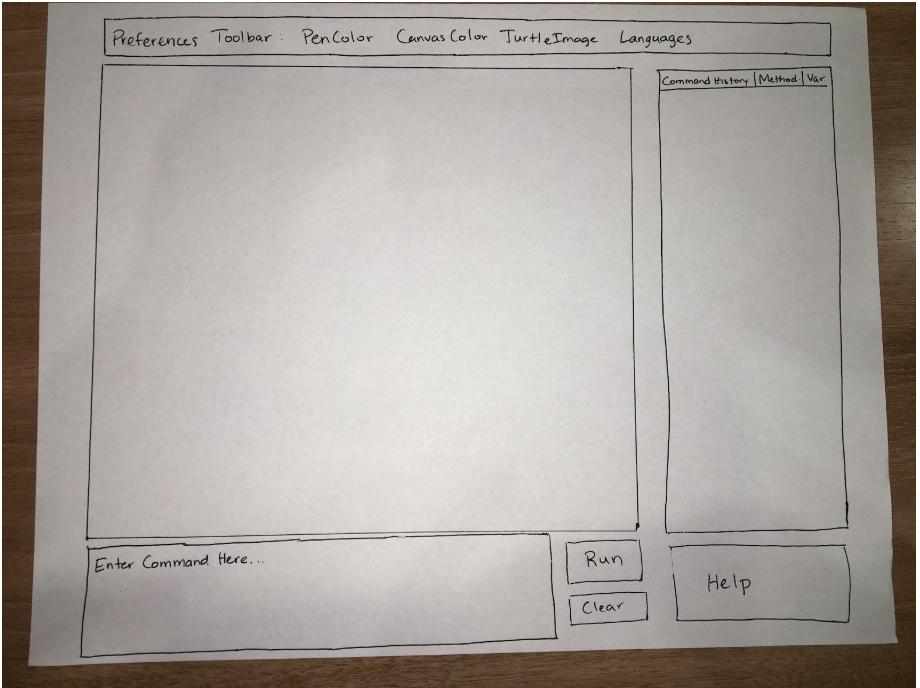 Preferences Toolbar: PenColor CanvasColor TurtleImage Languages
Command History | Method | Var
Enter Command Here...
Run
Clear
Help